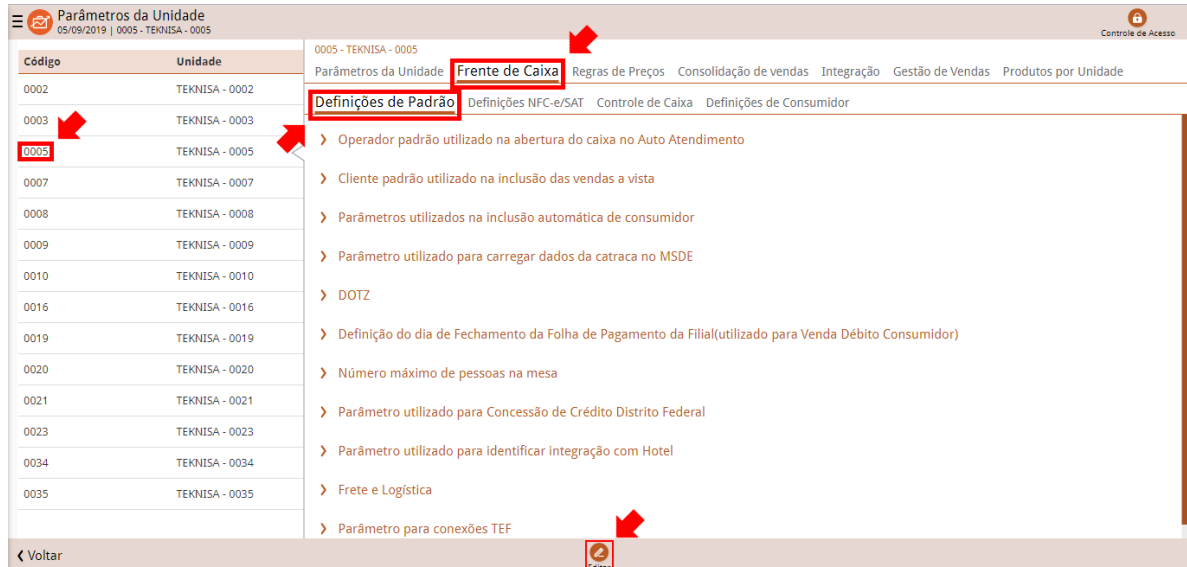 Parâmetros da Unidade
05/09/2019 | 0005 - TEKNISA - 0005
Controle de Acesso
Código Unidade
0002 TEKNISA - 0002
0003 TEKNISA - 0003
0005 TEKNISA - 0005
0007 TEKNISA - 0007
0008 TEKNISA - 0008
0009 TEKNISA - 0009
0010 TEKNISA - 0010
0016 TEKNISA - 0016
0019 TEKNISA - 0019
0020 TEKNISA - 0020
0021 TEKNISA - 0021
0023 TEKNISA - 0023
0034 TEKNISA - 0034
0035 TEKNISA - 0035
0005 - TEKNISA - 0005
Parâmetros da Unidade Frente de Caixa Regras de Preços Consolidação de vendas Integração Gestão de Vendas Produtos por Unidade
Definições de Padrão Definições NFC-e/SAT Controle de Caixa Definições de Consumidor
Operador padrão utilizado na abertura do caixa no Auto Atendimento
Cliente padrão utilizado na inclusão das vendas a vista
Parâmetros utilizados na inclusão automática de consumidor
Parâmetro utilizado para carregar dados da catraca no MSDE
DOTZ
Definição do dia de Fechamento da Folha de Pagamento da Filial(utilizado para Venda Débito Consumidor)
Número máximo de pessoas na mesa
Parâmetro utilizado para Concessão de Crédito Distrito Federal
Parâmetro utilizado para identificar integração com Hotel
Frete e Logística
Parâmetro para conexões TEF
Voltar